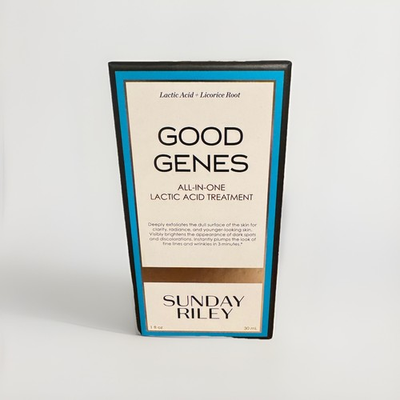 Lactic Acid + Licorice Root
GOOD
GENES
ALL-IN-ONE
LACTIC ACID TREATMENT
Deeply exfoliates the dull surface of the skin for
clarity, radiance, and younger-looking skin.
Visibly brightens the appearance of dark spots
and discolorations. Instantly plumps the look of
fine lines and wrinkles in 3 minutes.*
SUNDAY
RILEY
1 fl oz 30 ml